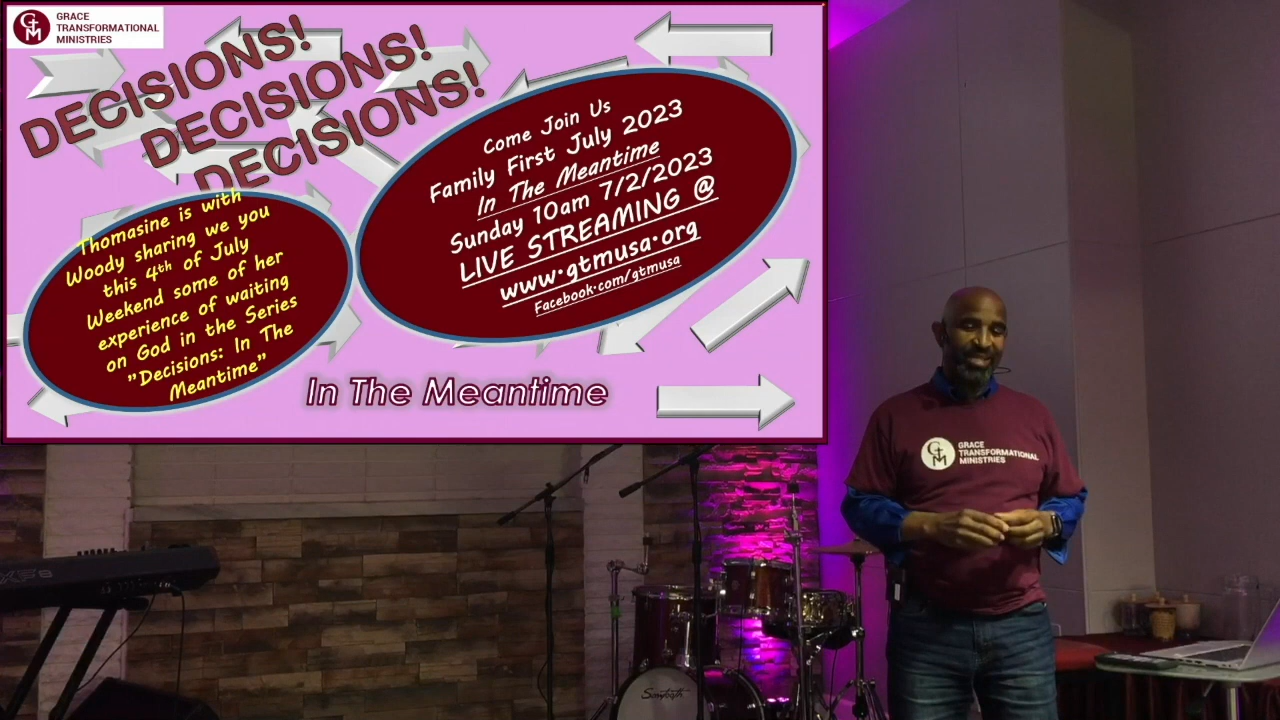 GRACE
TRANSFORMATIONAL
MINISTRIES
DECISIONS!
DECISIONS!
DECISIONS!
Come Join Us
Family First July 2023
In The Meantime
Sunday 10am 7/2/2023
LIVE STREAMING @
www.gtmusa.org
Facebook.com/gtmusa
Thomasine is with
Woody sharing we you
this 4th of July
Weekend some of her
experience of waiting
on God in the Series
"Decisions: In The
Meantime"
In The Meantime
GRACE
TRANSFORMATIONAL
MINISTRIES